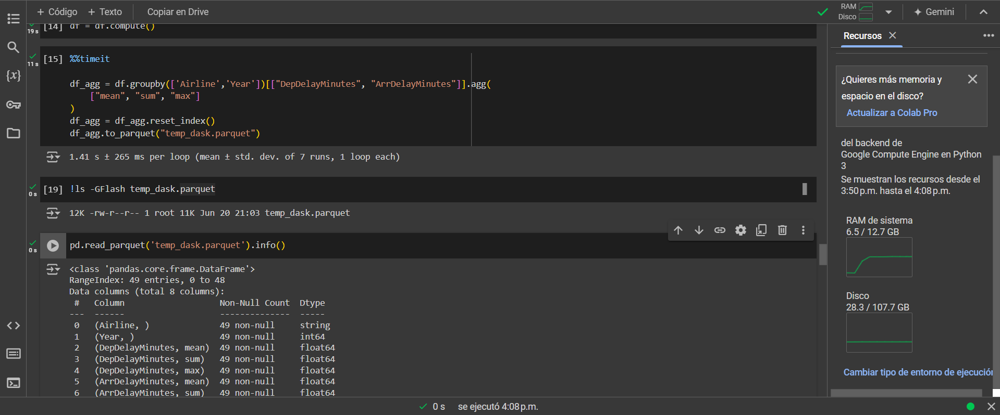 + Código + Texto Copiar en Drive RAM Disco Gemini
[14] df = df.compute()
19 s
[15] %%timeit
11 s
df_agg = df.groupby(['Airline','Year'])[["DepDelayMinutes", "ArrDelayMinutes"]].agg(
["mean", "sum", "max"]
)
df_agg = df_agg.reset_index()
df_agg.to_parquet("temp_dask.parquet")
1.41 s ± 265 ms per loop (mean ± std. dev. of 7 runs, 1 loop each)
[19] !ls -GFlash temp_dask.parquet
0 s
12K -rw-r--r-- 1 root 11K Jun 20 21:03 temp_dask.parquet
pd.read_parquet('temp_dask.parquet').info()
0 s
<class 'pandas.core.frame.DataFrame'>
RangeIndex: 49 entries, 0 to 48
Data columns (total 8 columns):
# Column Non-Null Count Dtype
--- ------ -------------- -----
0 (Airline, ) 49 non-null string
1 (Year, ) 49 non-null int64
2 (DepDelayMinutes, mean) 49 non-null float64
3 (DepDelayMinutes, sum) 49 non-null float64
4 (DepDelayMinutes, max) 49 non-null float64
5 (ArrDelayMinutes, mean) 49 non-null float64
6 (ArrDelayMinutes, sum) 49 non-null float64
Recursos
¿Quieres más memoria y
espacio en el disco?
Actualizar a Colab Pro
del backend de
Google Compute Engine en Python
3
Se muestran los recursos desde el
3:50 p.m. hasta el 4:08 p.m.
RAM de sistema
6.5 / 12.7 GB
Disco
28.3 / 107.7 GB
Cambiar tipo de entorno de ejecución
0 s se ejecutó 4:08 p.m.